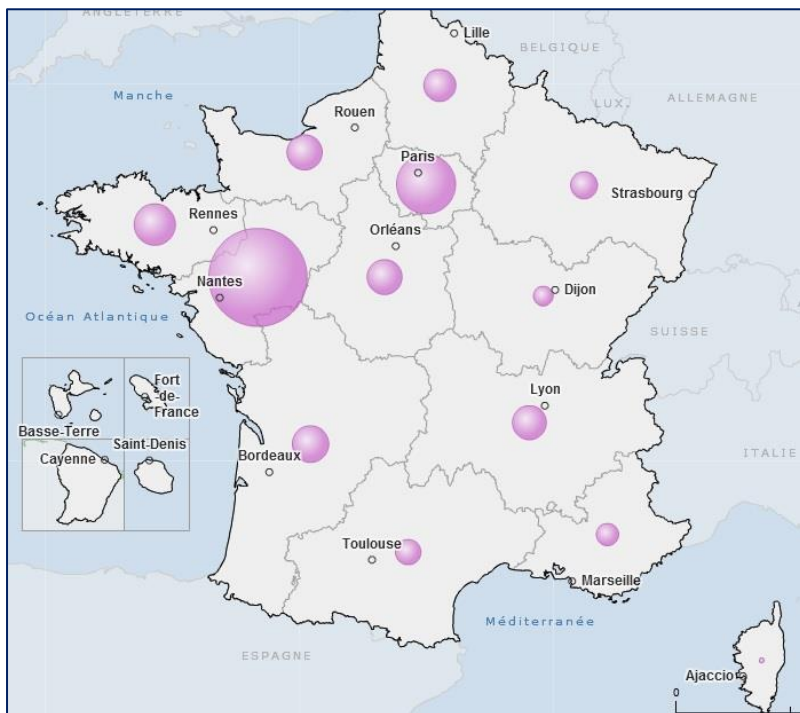 ANGLETERRE
Lille
BELGIQUE
Manche
LUX.
ALLEMAGNE
Rouen
Paris
Strasbourg
Rennes
Orléans
Nantes
Dijon
Océan Atlantique
SUISSE
Fort
-de-
France
Lyon
Basse-Terre
Saint-Denis
Cayenne
Bordeaux
ITALIE
Toulouse
Marseille
Méditerranée
ESPAGNE
Ajaccio
0